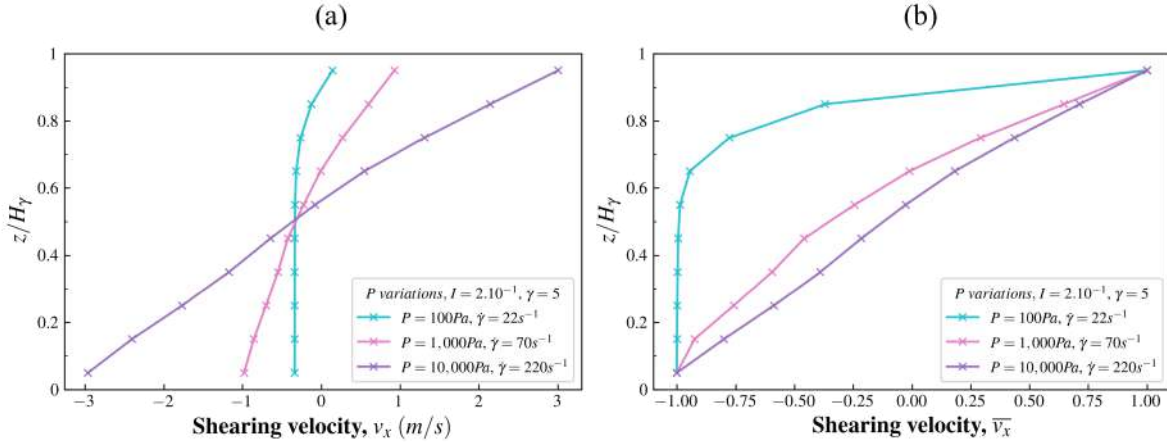 (a)
(b)
1
0.8
0.6
0.4
0.2
0
z/H_γ
−3
−2
−1
0
1
2
3
Shearing velocity, v_x (m/s)
P variations, I = 2.10⁻¹, γ = 5
P = 100Pa, γ̇ = 22s⁻¹
P = 1,000Pa, γ̇ = 70s⁻¹
P = 10,000Pa, γ̇ = 220s⁻¹
1
0.8
0.6
0.4
0.2
0
z/H_γ
−1.00
−0.75
−0.50
−0.25
0.00
0.25
0.50
0.75
1.00
Shearing velocity, v̅_x̅
P variations, I = 2.10⁻¹, γ = 5
P = 100Pa, γ̇ = 22s⁻¹
P = 1,000Pa, γ̇ = 70s⁻¹
P = 10,000Pa, γ̇ = 220s⁻¹